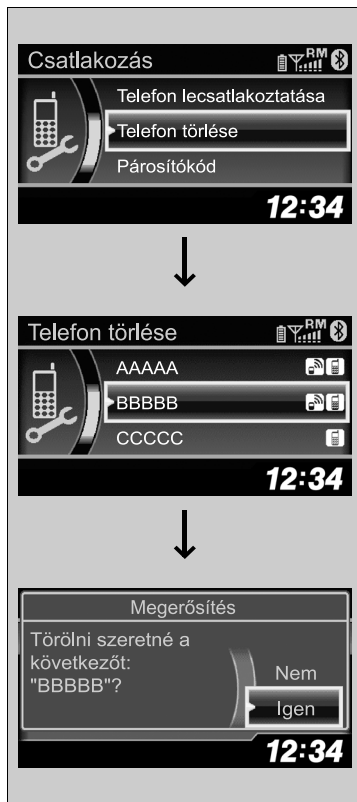 Csatlakozás RM
Telefon lecsatlakoztatása
Telefon törlése
Párosítókód
12:34
Telefon törlése RM
AAAAA
BBBBB
CCCCC
12:34
Megerősítés
Törölni szeretné a
következőt:
"BBBBB"?
Nem
Igen
12:34